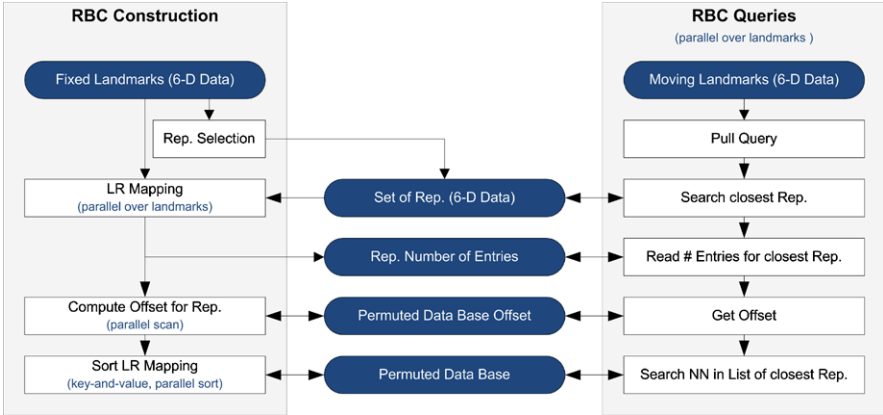 RBC Construction
Fixed Landmarks (6-D Data)
Rep. Selection
LR Mapping
(parallel over landmarks)
Compute Offset for Rep.
(parallel scan)
Sort LR Mapping
(key-and-value, parallel sort)
Set of Rep. (6-D Data)
Rep. Number of Entries
Permuted Data Base Offset
Permuted Data Base
RBC Queries
(parallel over landmarks )
Moving Landmarks (6-D Data)
Pull Query
Search closest Rep.
Read # Entries for closest Rep.
Get Offset
Search NN in List of closest Rep.